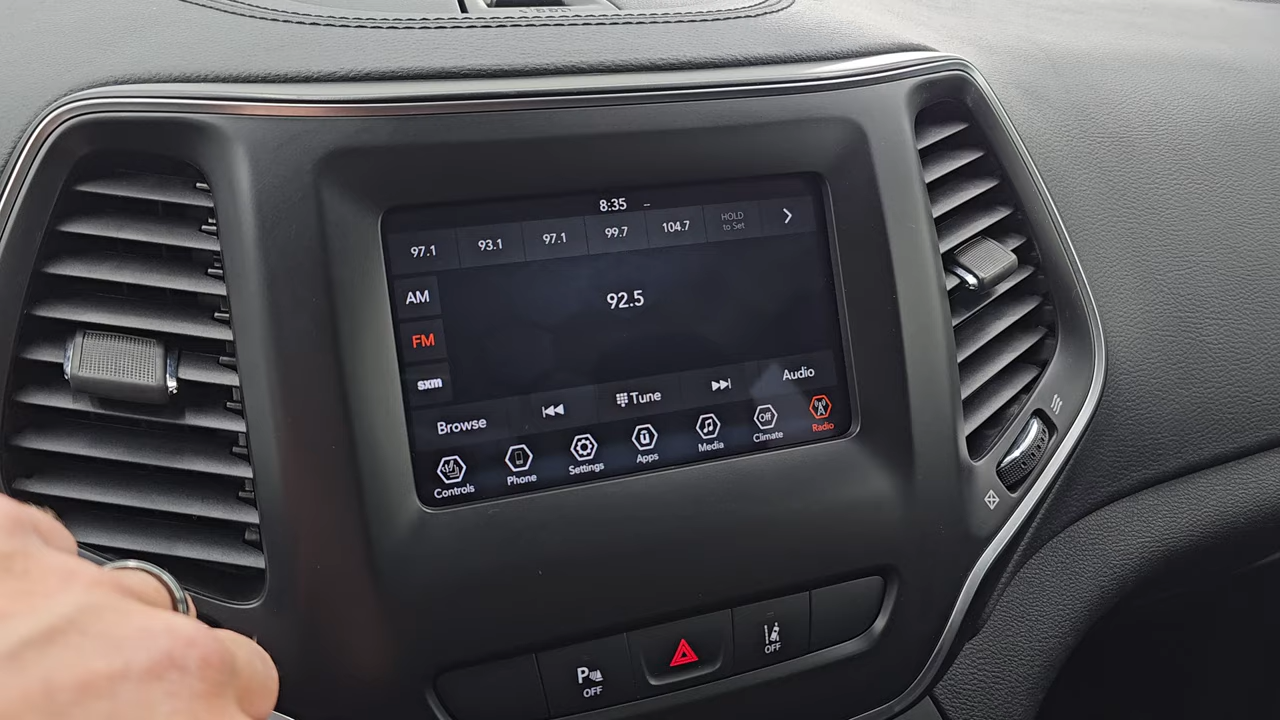 8:35
97.1 93.1 97.1 99.7 104.7 HOLD
to Set
AM
92.5
FM
sxm
Browse Tune Audio
Controls Phone Settings Apps Media Off Climate Radio
P OFF
OFF